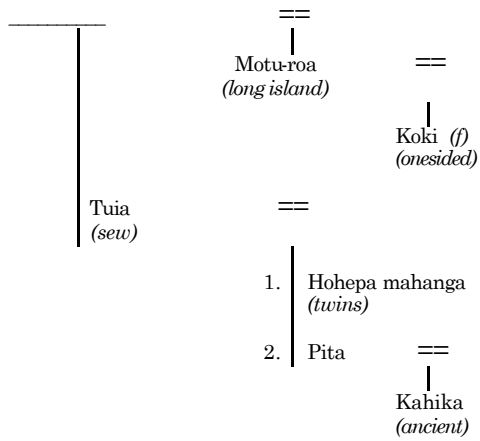 ==
Motu-roa
(long island)
==
Koki (f)
(onesided)
Tuia
(sew)
==
1. Hohepa mahanga
(twins)
2. Pita ==
Kahika
(ancient)